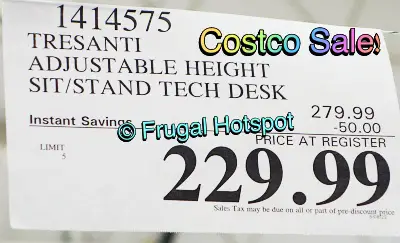 1414575
TRESANTI
Costco Sales
ADJUSTABLE HEIGHT
SIT/STAND TECH DESK
279.99
Instant Savings
-50.00
© Frugal Hotspot
PRICE AT REGISTER
LIMIT
5
229.99
Sales Tax may be due on all or part of pre discount price